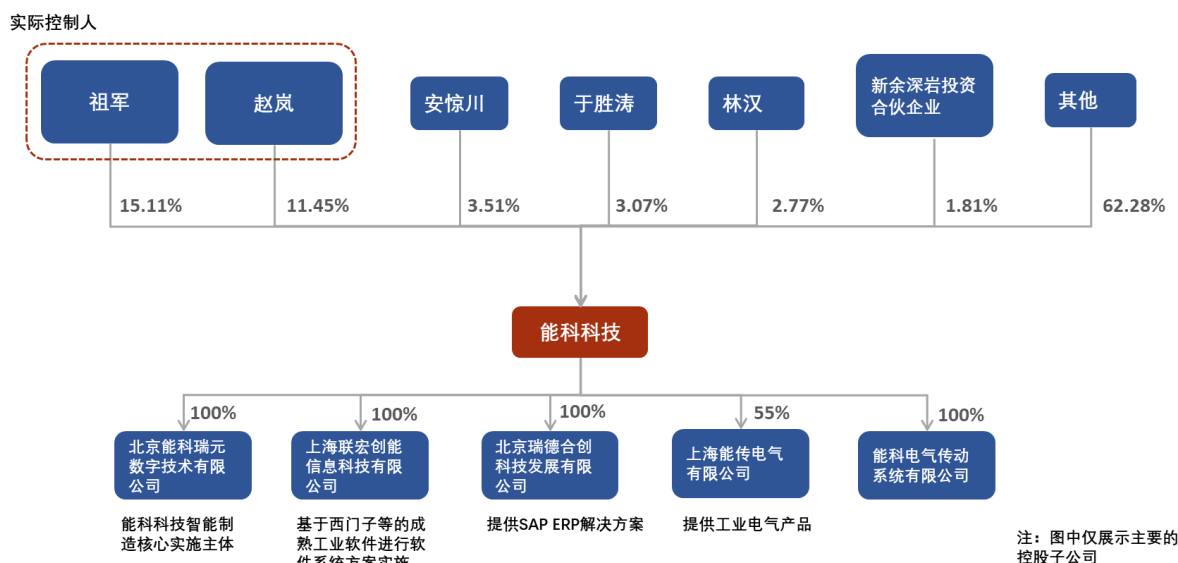 实际控制人
祖军
赵岚
安惊川
于胜涛
林汉
新余深岩投资
合伙企业
其他
15.11%
11.45%
3.51%
3.07%
2.77%
1.81%
62.28%
能科科技
100%
100%
100%
55%
100%
北京能科瑞元
数字技术有限
公司
上海联宏创能
信息科技有限
公司
北京瑞德合创
科技发展有限
公司
上海能传电气
有限公司
能科电气传动
系统有限公司
能科科技智能制
造核心实施主体
基于西门子等的成
熟工业软件进行软
件系统方案实施
提供SAP ERP解决方案
提供工业电气产品
注：图中仅展示主要的
控股子公司